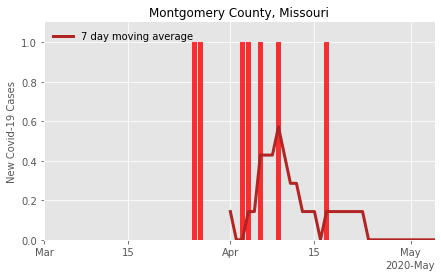 Montgomery County, Missouri
7 day moving average
New Covid-19 Cases
1.0
0.8
0.6
0.4
0.2
0.0
Mar 15 Apr 15 May
2020-May